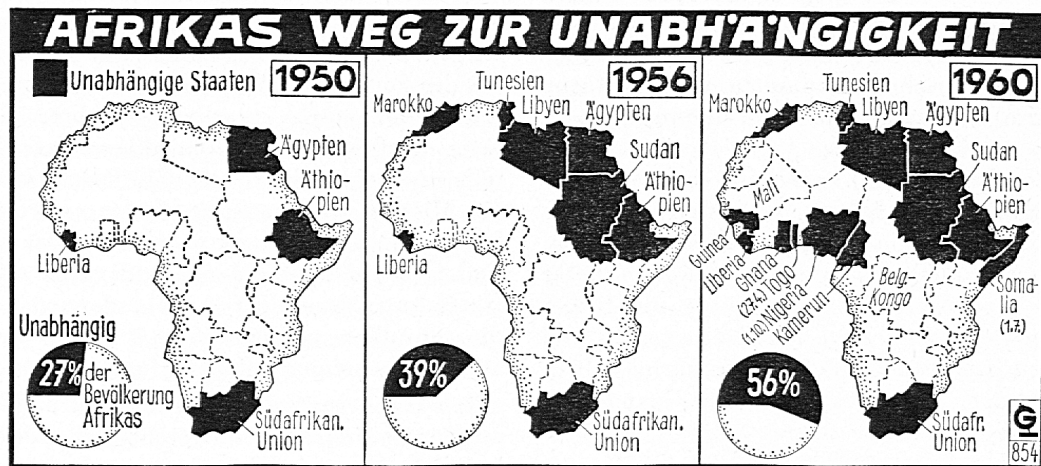 AFRIKAS WEG ZUR UNABHÄNGIGKEIT
Unabhängige Staaten
1950
Ägypten
Äthio-
pien
Liberia
Unabhängig
27% der
Bevölkerung
Afrikas
Südafrikan.
Union
1956
Marokko
Tunesien
Libyen
Ägypten
Sudan
Äthio-
pien
Liberia
39%
Südafrikan.
Union
1960
Marokko
Tunesien
Libyen
Ägypten
Sudan
Äthio-
pien
Mali
Guinea
Liberia
Ghana
(27.4.) Togo
(1.10.) Nigeria
Kamerun
Belg.
Kongo
Soma-
lia
(1.7.)
56%
Südafr.
Union
G
854